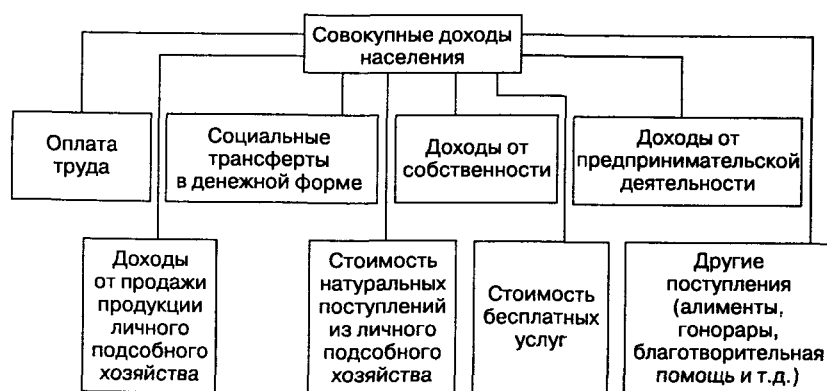 Совокупные доходы
населения
Оплата
труда
Социальные
трансферты
в денежной форме
Доходы от
собственности
Доходы от
предпринимательской
деятельности
Доходы
от продажи
продукции
личного
подсобного
хозяйства
Стоимость
натуральных
поступлений
из личного
подсобного
хозяйства
Стоимость
бесплатных
услуг
Другие
поступления
(алименты,
гонорары,
благотворительная
помощь и т.д.)